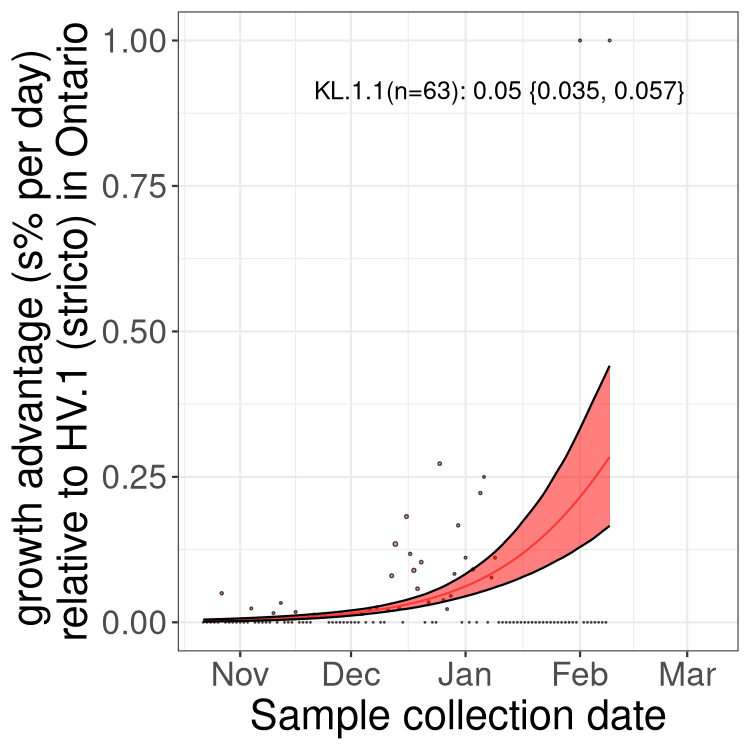 growth advantage (s% per day)
relative to HV.1 (stricto) in Ontario
1.00
0.75
0.50
0.25
0.00
KL.1.1(n=63): 0.05 {0.035, 0.057}
Nov Dec Jan Feb Mar
Sample collection date